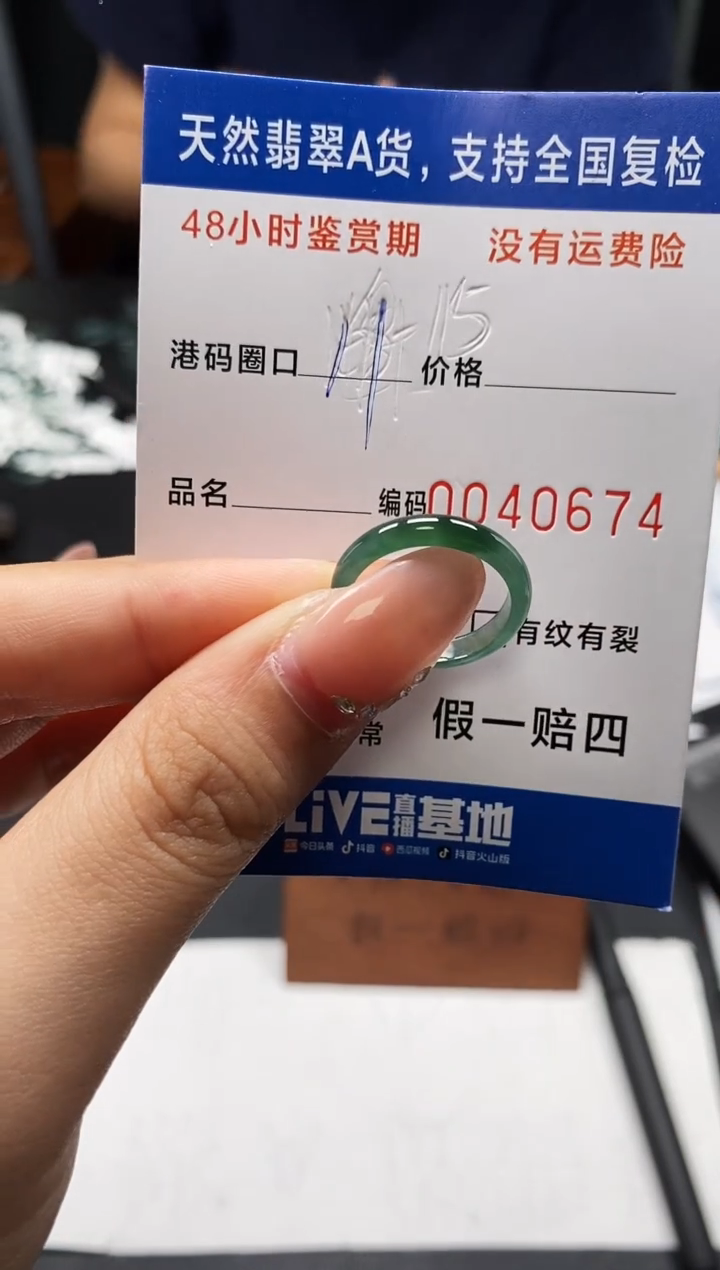 天然翡翠A货，支持全国复检
48小时鉴赏期 没有运费险
港码圈口 11 价格
品名 编码0040674
有纹有裂
常 假一赔四
LiVE直播基地
今日头条 抖音 西瓜视频 抖音火山版